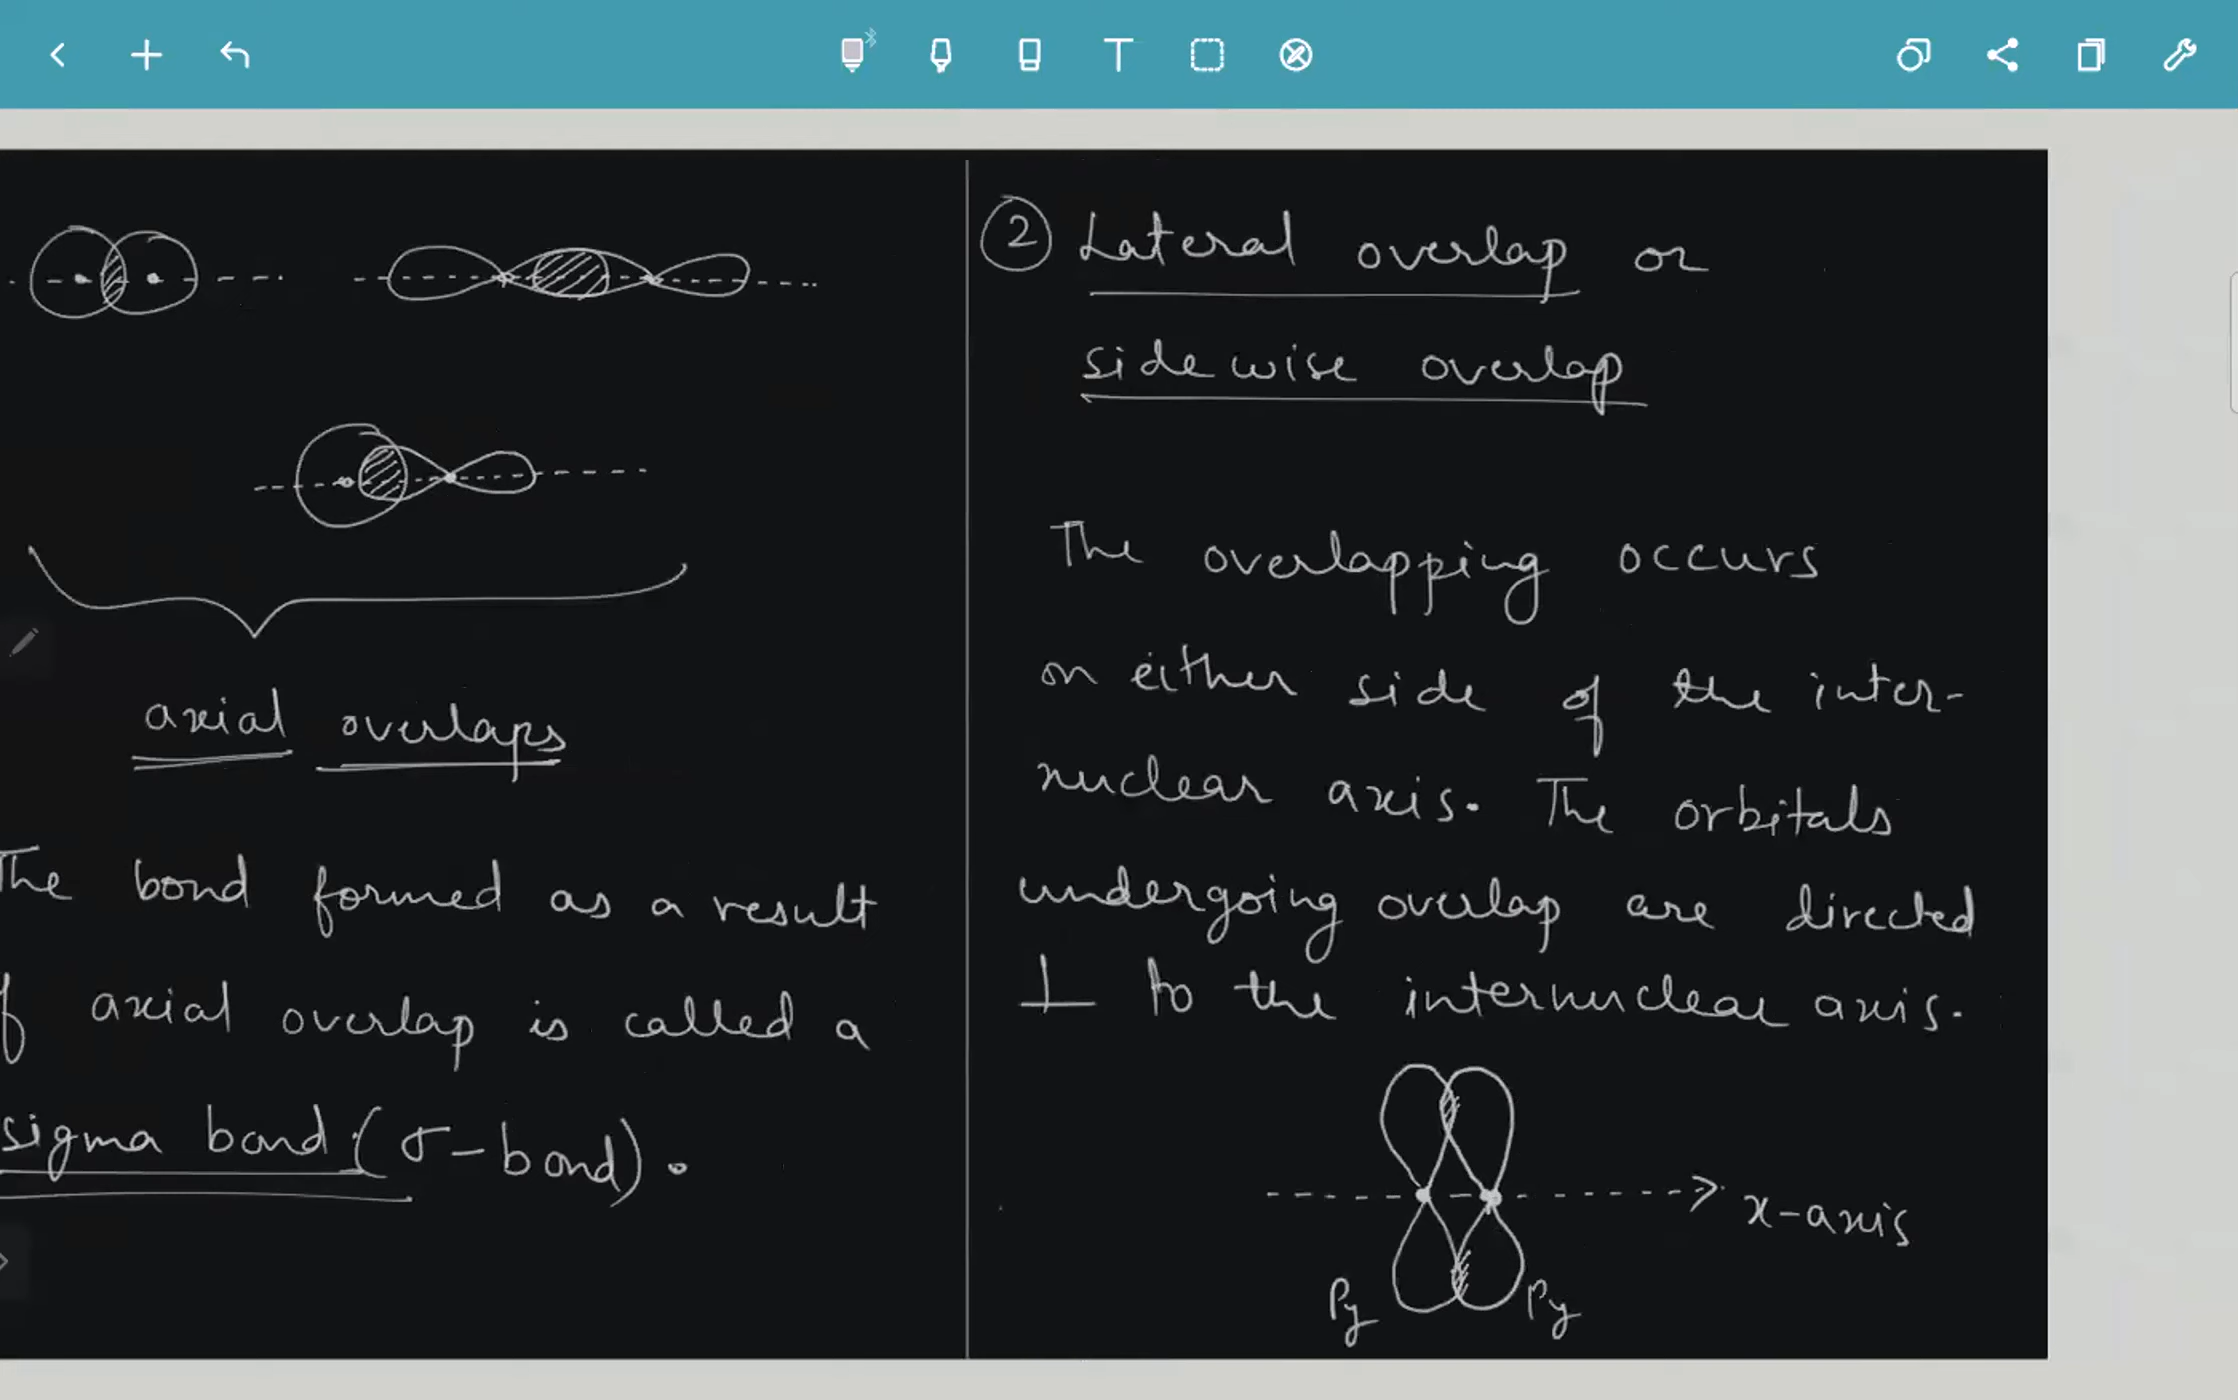 axial overlaps
The bond formed as a result
of axial overlap is called a
sigma bond (σ-bond).
2 Lateral overlap or
sidewise overlap
The overlapping occurs
on either side of the inter-
nuclear axis. The orbitals
undergoing overlap are directed
⊥ to the internuclear axis.
x-axis
Py Py